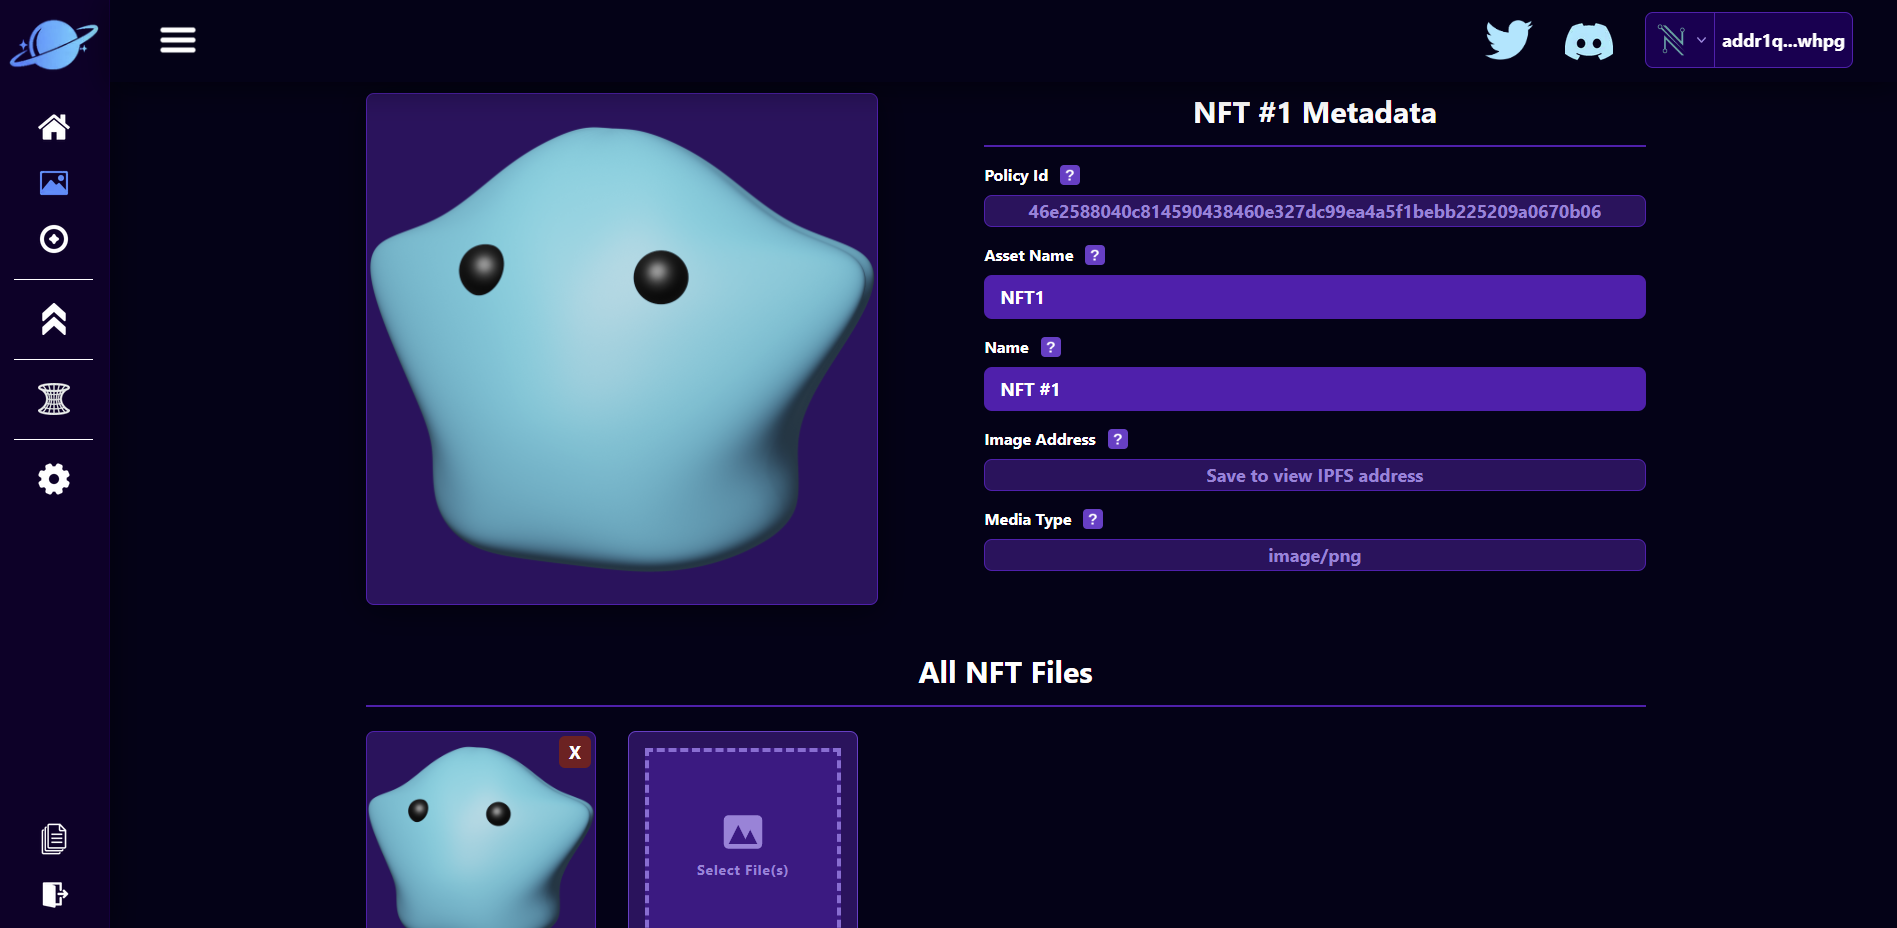 addr1q...whpg
NFT #1 Metadata
Policy Id ?
46e2588040c814590438460e327dc99ea4a5f1bebb225209a0670b06
Asset Name ?
NFT1
Name ?
NFT #1
Image Address ?
Save to view IPFS address
Media Type ?
image/png
All NFT Files
X
Select File(s)